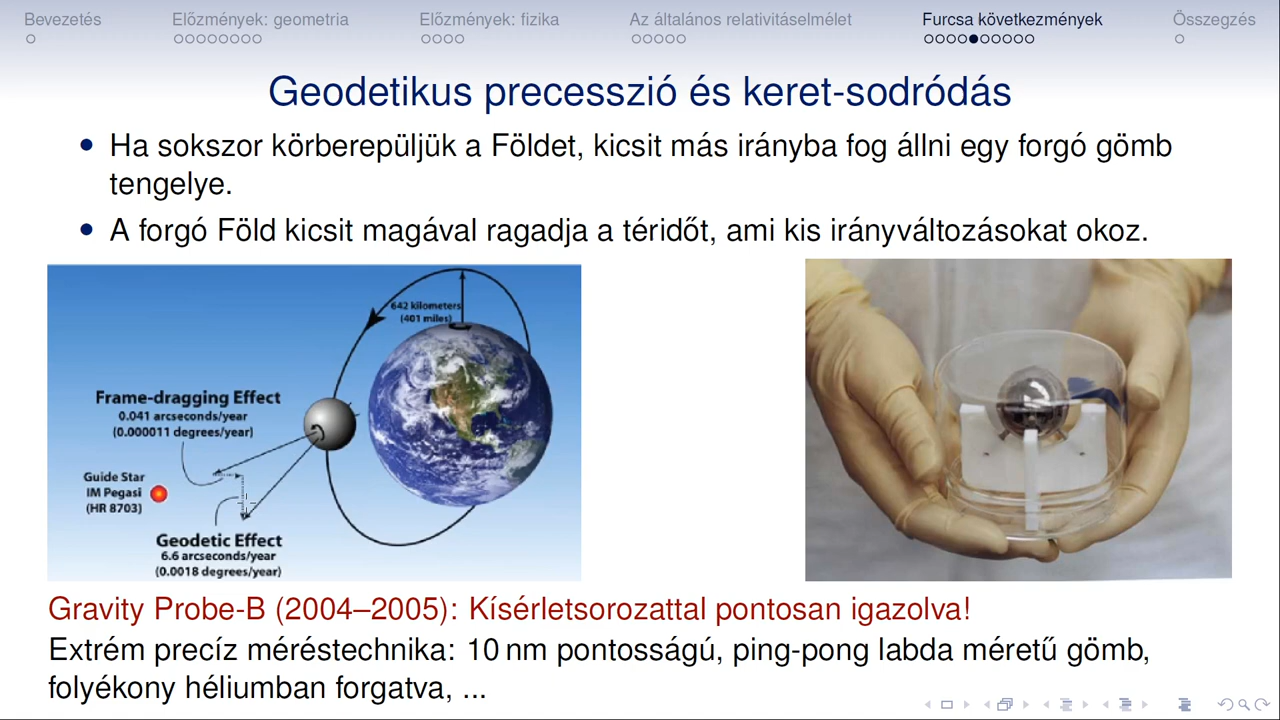 Bevezetés
Előzmények: geometria
Előzmények: fizika
Az általános relativitáselmélet
Furcsa következmények
Összegzés
Geodetikus precesszió és keret-sodródás
Ha sokszor körberepüljük a Földet, kicsit más irányba fog állni egy forgó gömb
tengelye.
A forgó Föld kicsit magával ragadja a téridőt, ami kis irányváltozásokat okoz.
642 kilometers
(401 miles)
Frame-dragging Effect
0.041 arcseconds/year
(0.000011 degrees/year)
Guide Star
IM Pegasi
(HR 8703)
Geodetic Effect
6.6 arcseconds/year
(0.0018 degrees/year)
Gravity Probe-B (2004–2005): Kísérletsorozattal pontosan igazolva!
Extrém precíz méréstechnika: 10 nm pontosságú, ping-pong labda méretű gömb,
folyékony héliumban forgatva, ...